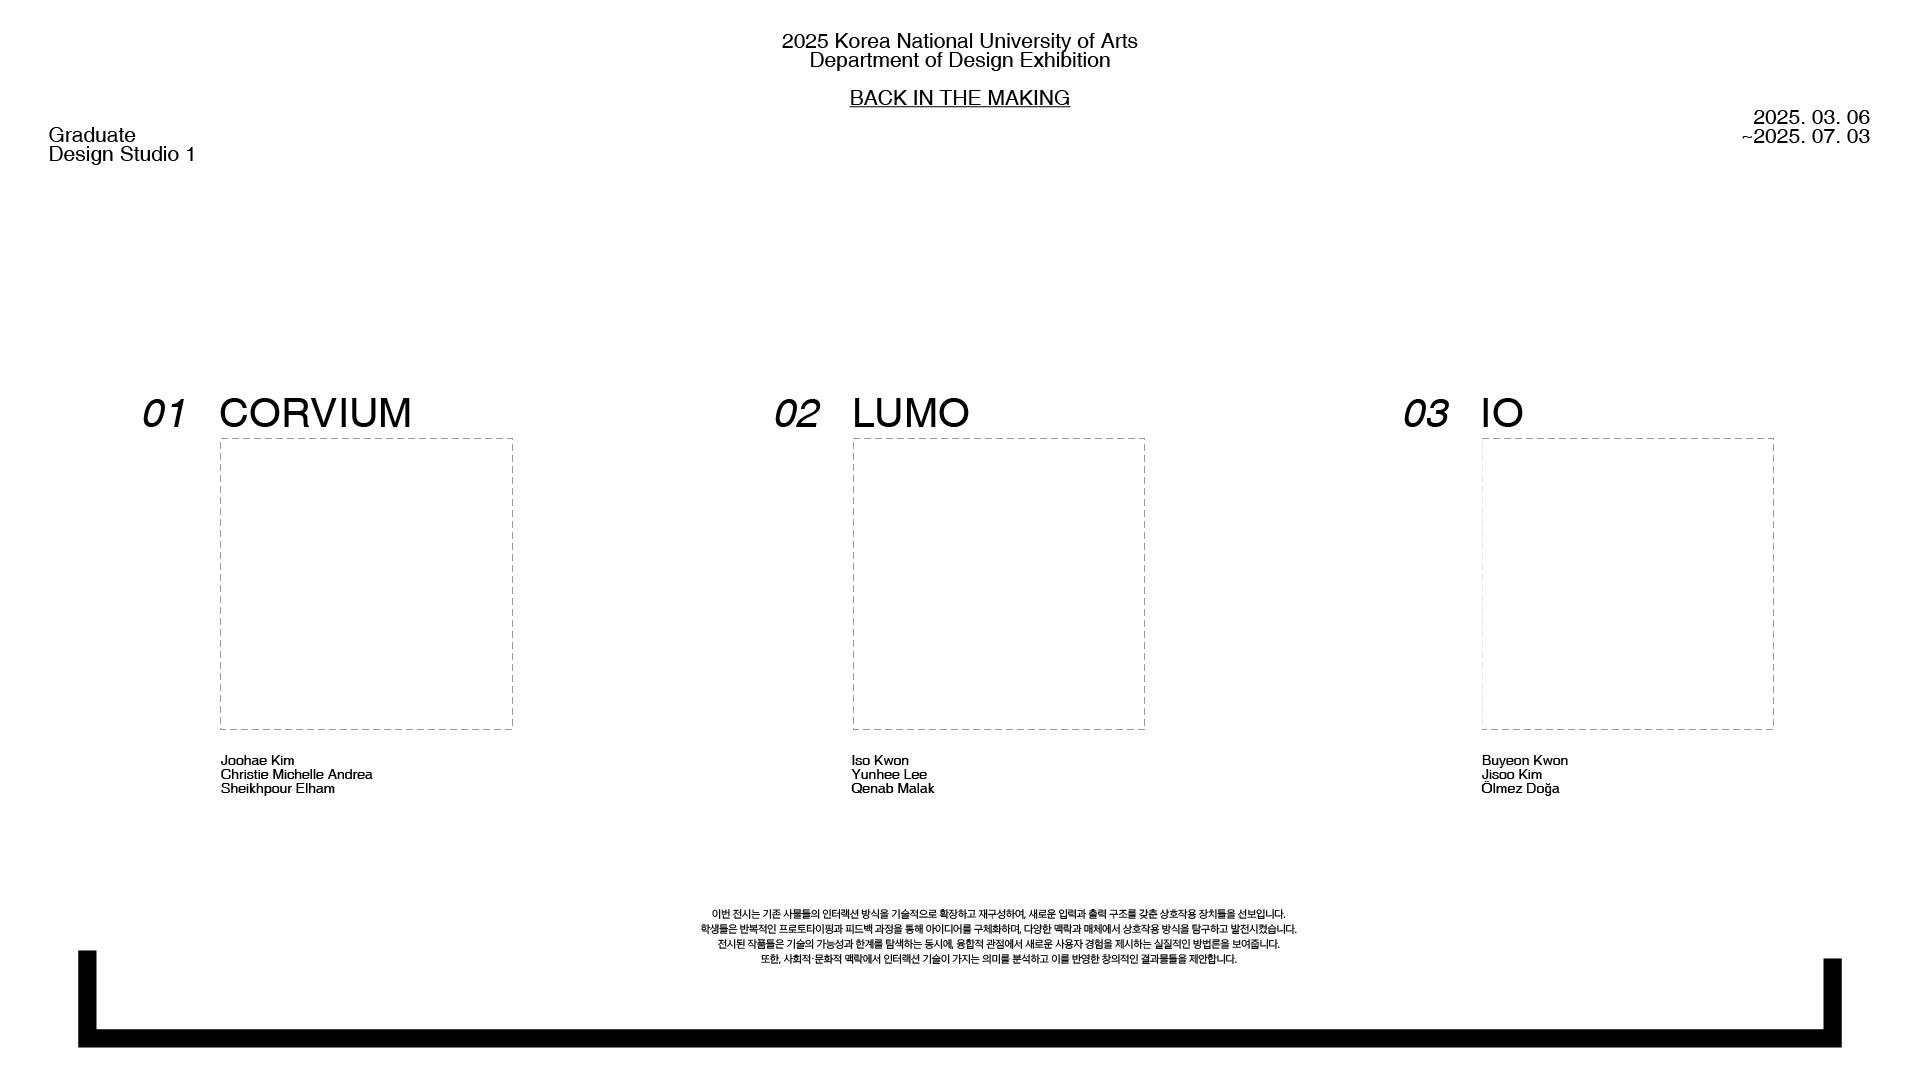 2025 Korea National University of Arts
Department of Design Exhibition
BACK IN THE MAKING
Graduate
Design Studio 1
2025. 03. 06
~2025. 07. 03
01 CORVIUM
Joohae Kim
Christie Michelle Andrea
Sheikhpour Elham
02 LUMO
Iso Kwon
Yunhee Lee
Qenab Malak
03 IO
Buyeon Kwon
Jisoo Kim
Ölmez Doğa
이번 전시는 기존 사물들의 인터랙션 방식을 기술적으로 확장하고 재구성하여, 새로운 입력과 출력 구조를 갖춘 상호작용 장치들을 선보입니다.
학생들은 반복적인 프로토타이핑과 피드백 과정을 통해 아이디어를 구체화하며, 다양한 맥락과 매체에서 상호작용 방식을 탐구하고 발전시켰습니다.
전시된 작품들은 기술의 가능성과 한계를 탐색하는 동시에, 융합적 관점에서 새로운 사용자 경험을 제시하는 실질적인 방법론을 보여줍니다.
또한, 사회적·문화적 맥락에서 인터랙션 기술이 가지는 의미를 분석하고 이를 반영한 창의적인 결과물들을 제안합니다.